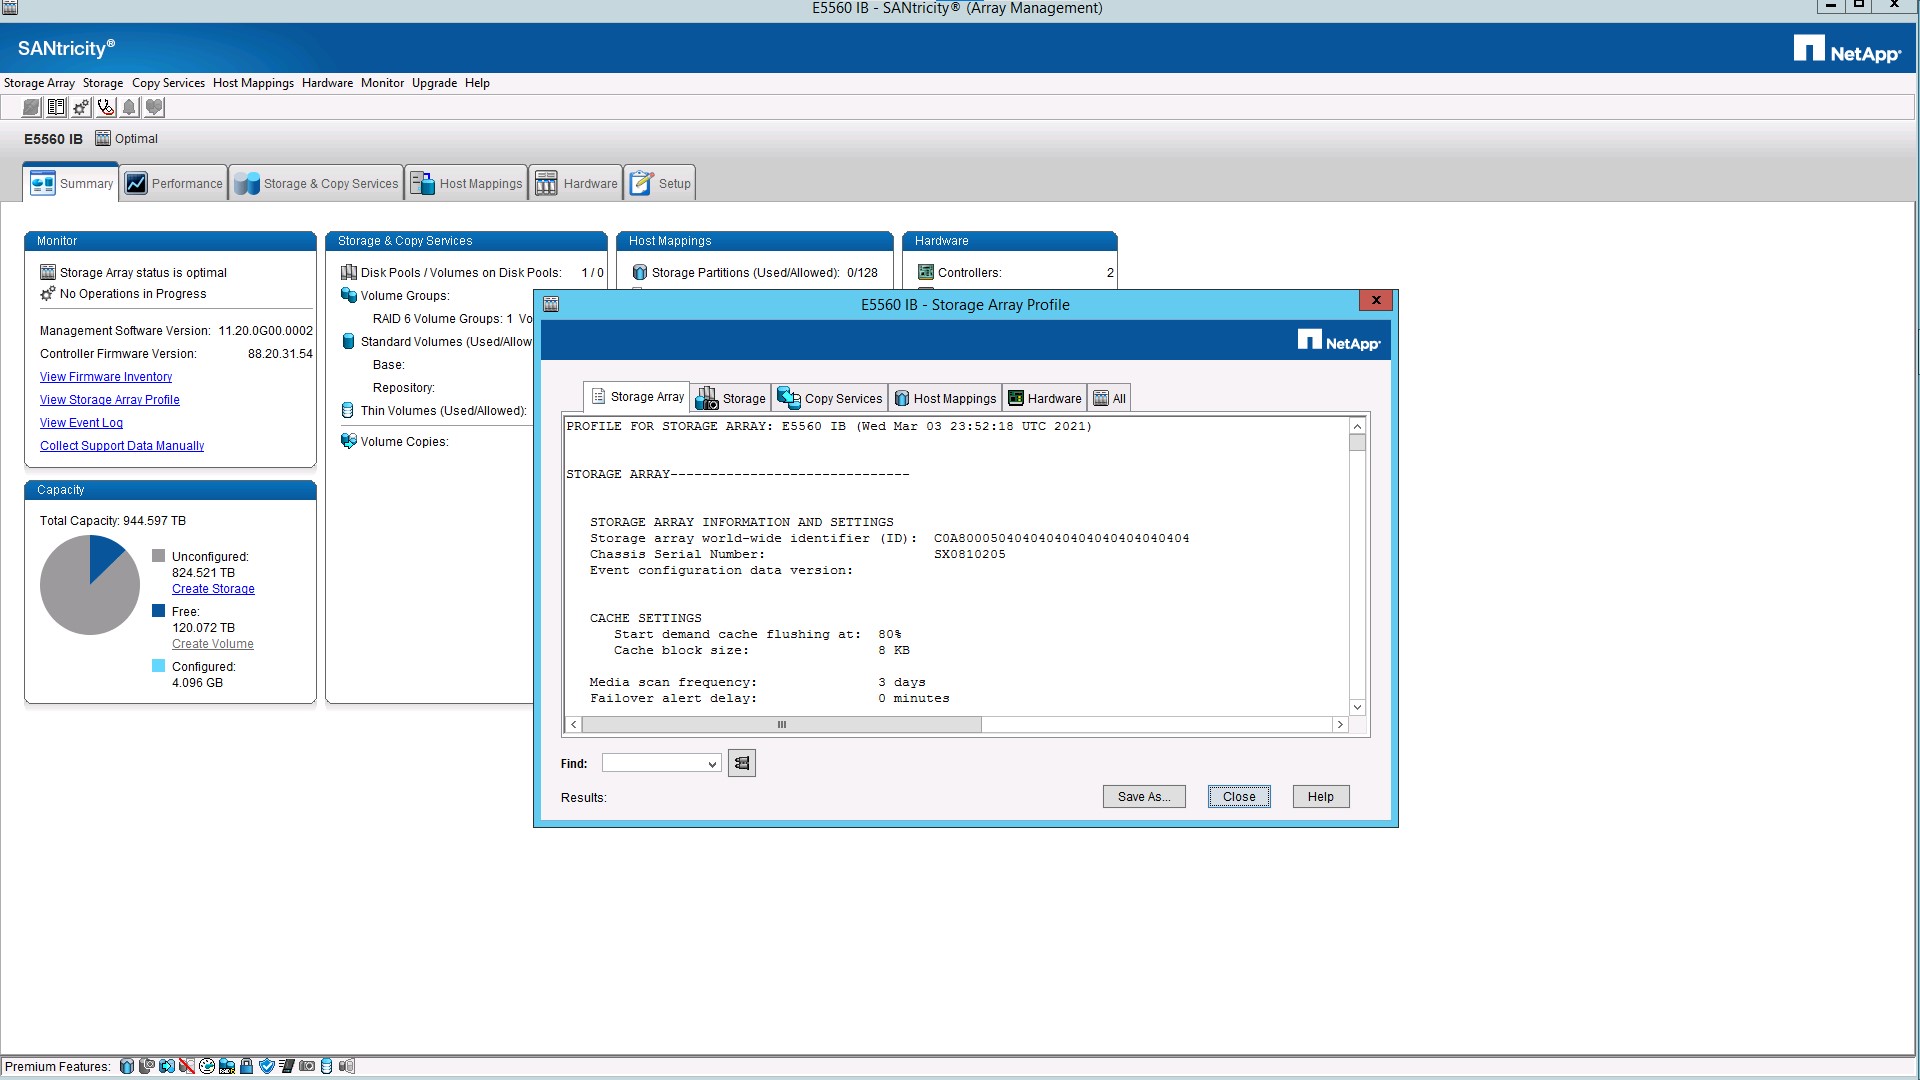 E5560 IB - SANtricity® (Array Management)
SANtricity®
NetApp®
Storage Array Storage Copy Services Host Mappings Hardware Monitor Upgrade Help
E5560 IB Optimal
Summary Performance Storage & Copy Services Host Mappings Hardware Setup
Monitor
Storage Array status is optimal
No Operations in Progress
Management Software Version: 11.20.0G00.0002
Controller Firmware Version: 88.20.31.54
View Firmware Inventory
View Storage Array Profile
View Event Log
Collect Support Data Manually
Capacity
Total Capacity: 944.597 TB
Unconfigured:
824.521 TB
Create Storage
Free:
120.072 TB
Create Volume
Configured:
4.096 GB
Storage & Copy Services
Disk Pools / Volumes on Disk Pools: 1 / 0
Volume Groups:
RAID 6 Volume Groups: 1 Vo
Standard Volumes (Used/Allow
Base:
Repository:
Thin Volumes (Used/Allowed):
Volume Copies:
Host Mappings
Storage Partitions (Used/Allowed): 0/128
Hardware
Controllers: 2
E5560 IB - Storage Array Profile
NetApp®
Storage Array Storage Copy Services Host Mappings Hardware All
PROFILE FOR STORAGE ARRAY: E5560 IB (Wed Mar 03 23:52:18 UTC 2021)
STORAGE ARRAY------------------------------
STORAGE ARRAY INFORMATION AND SETTINGS
Storage array world-wide identifier (ID): C0A80005040404040404040404040404
Chassis Serial Number: SX0810205
Event configuration data version:
CACHE SETTINGS
Start demand cache flushing at: 80%
Cache block size: 8 KB
Media scan frequency: 3 days
Failover alert delay: 0 minutes
Find:
Results:
Save As... Close Help
Premium Features: